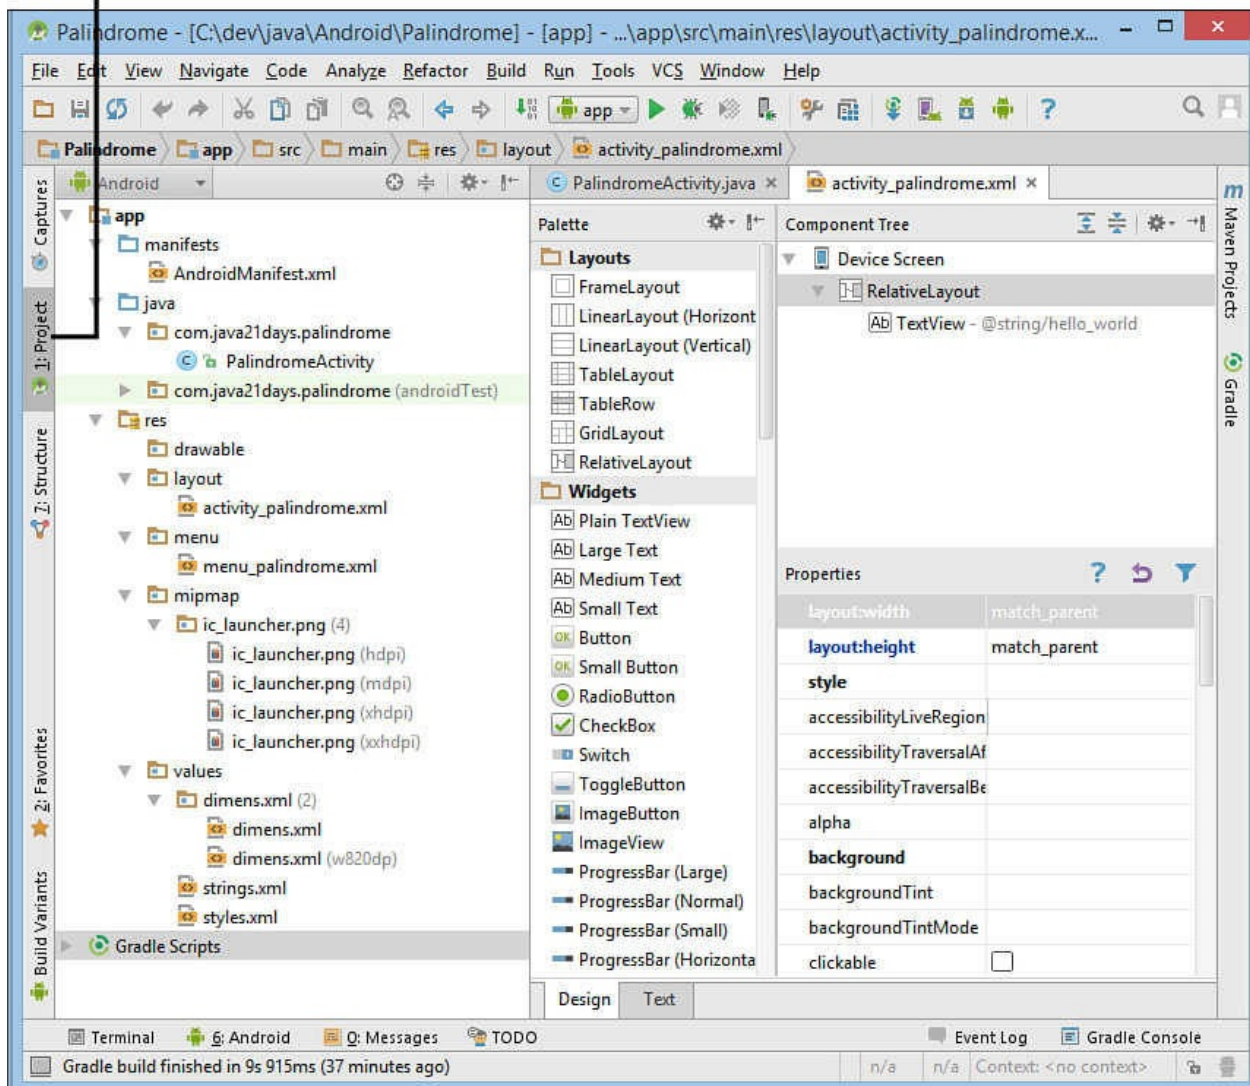 Palindrome - [C:\dev\java\Android\Palindrome] - [app] - ...\app\src\main\res\layout\activity_palindrome.x...
File Edit View Navigate Code Analyze Refactor Build Run Tools VCS Window Help
app
Palindrome app src main res layout activity_palindrome.xml
Captures
1: Project
7: Structure
2: Favorites
Build Variants
Android
app
manifests
AndroidManifest.xml
java
com.java21days.palindrome
PalindromeActivity
com.java21days.palindrome (androidTest)
res
drawable
layout
activity_palindrome.xml
menu
menu_palindrome.xml
mipmap
ic_launcher.png (4)
ic_launcher.png (hdpi)
ic_launcher.png (mdpi)
ic_launcher.png (xhdpi)
ic_launcher.png (xxhdpi)
values
dimens.xml (2)
dimens.xml
dimens.xml (w820dp)
strings.xml
styles.xml
Gradle Scripts
PalindromeActivity.java activity_palindrome.xml
Palette
Layouts
FrameLayout
LinearLayout (Horizont
LinearLayout (Vertical)
TableLayout
TableRow
GridLayout
RelativeLayout
Widgets
Ab Plain TextView
Ab Large Text
Ab Medium Text
Ab Small Text
OK Button
OK Small Button
RadioButton
CheckBox
Switch
ToggleButton
ImageButton
ImageView
ProgressBar (Large)
ProgressBar (Normal)
ProgressBar (Small)
ProgressBar (Horizonta
Design Text
Component Tree
Device Screen
RelativeLayout
Ab TextView - @string/hello_world
Properties
layout:width match_parent
layout:height match_parent
style
accessibilityLiveRegion
accessibilityTraversalAf
accessibilityTraversalBe
alpha
background
backgroundTint
backgroundTintMode
clickable
m Maven Projects
Gradle
Terminal 6: Android 0: Messages TODO Event Log Gradle Console
Gradle build finished in 9s 915ms (37 minutes ago) n/a n/a Context: <no context>